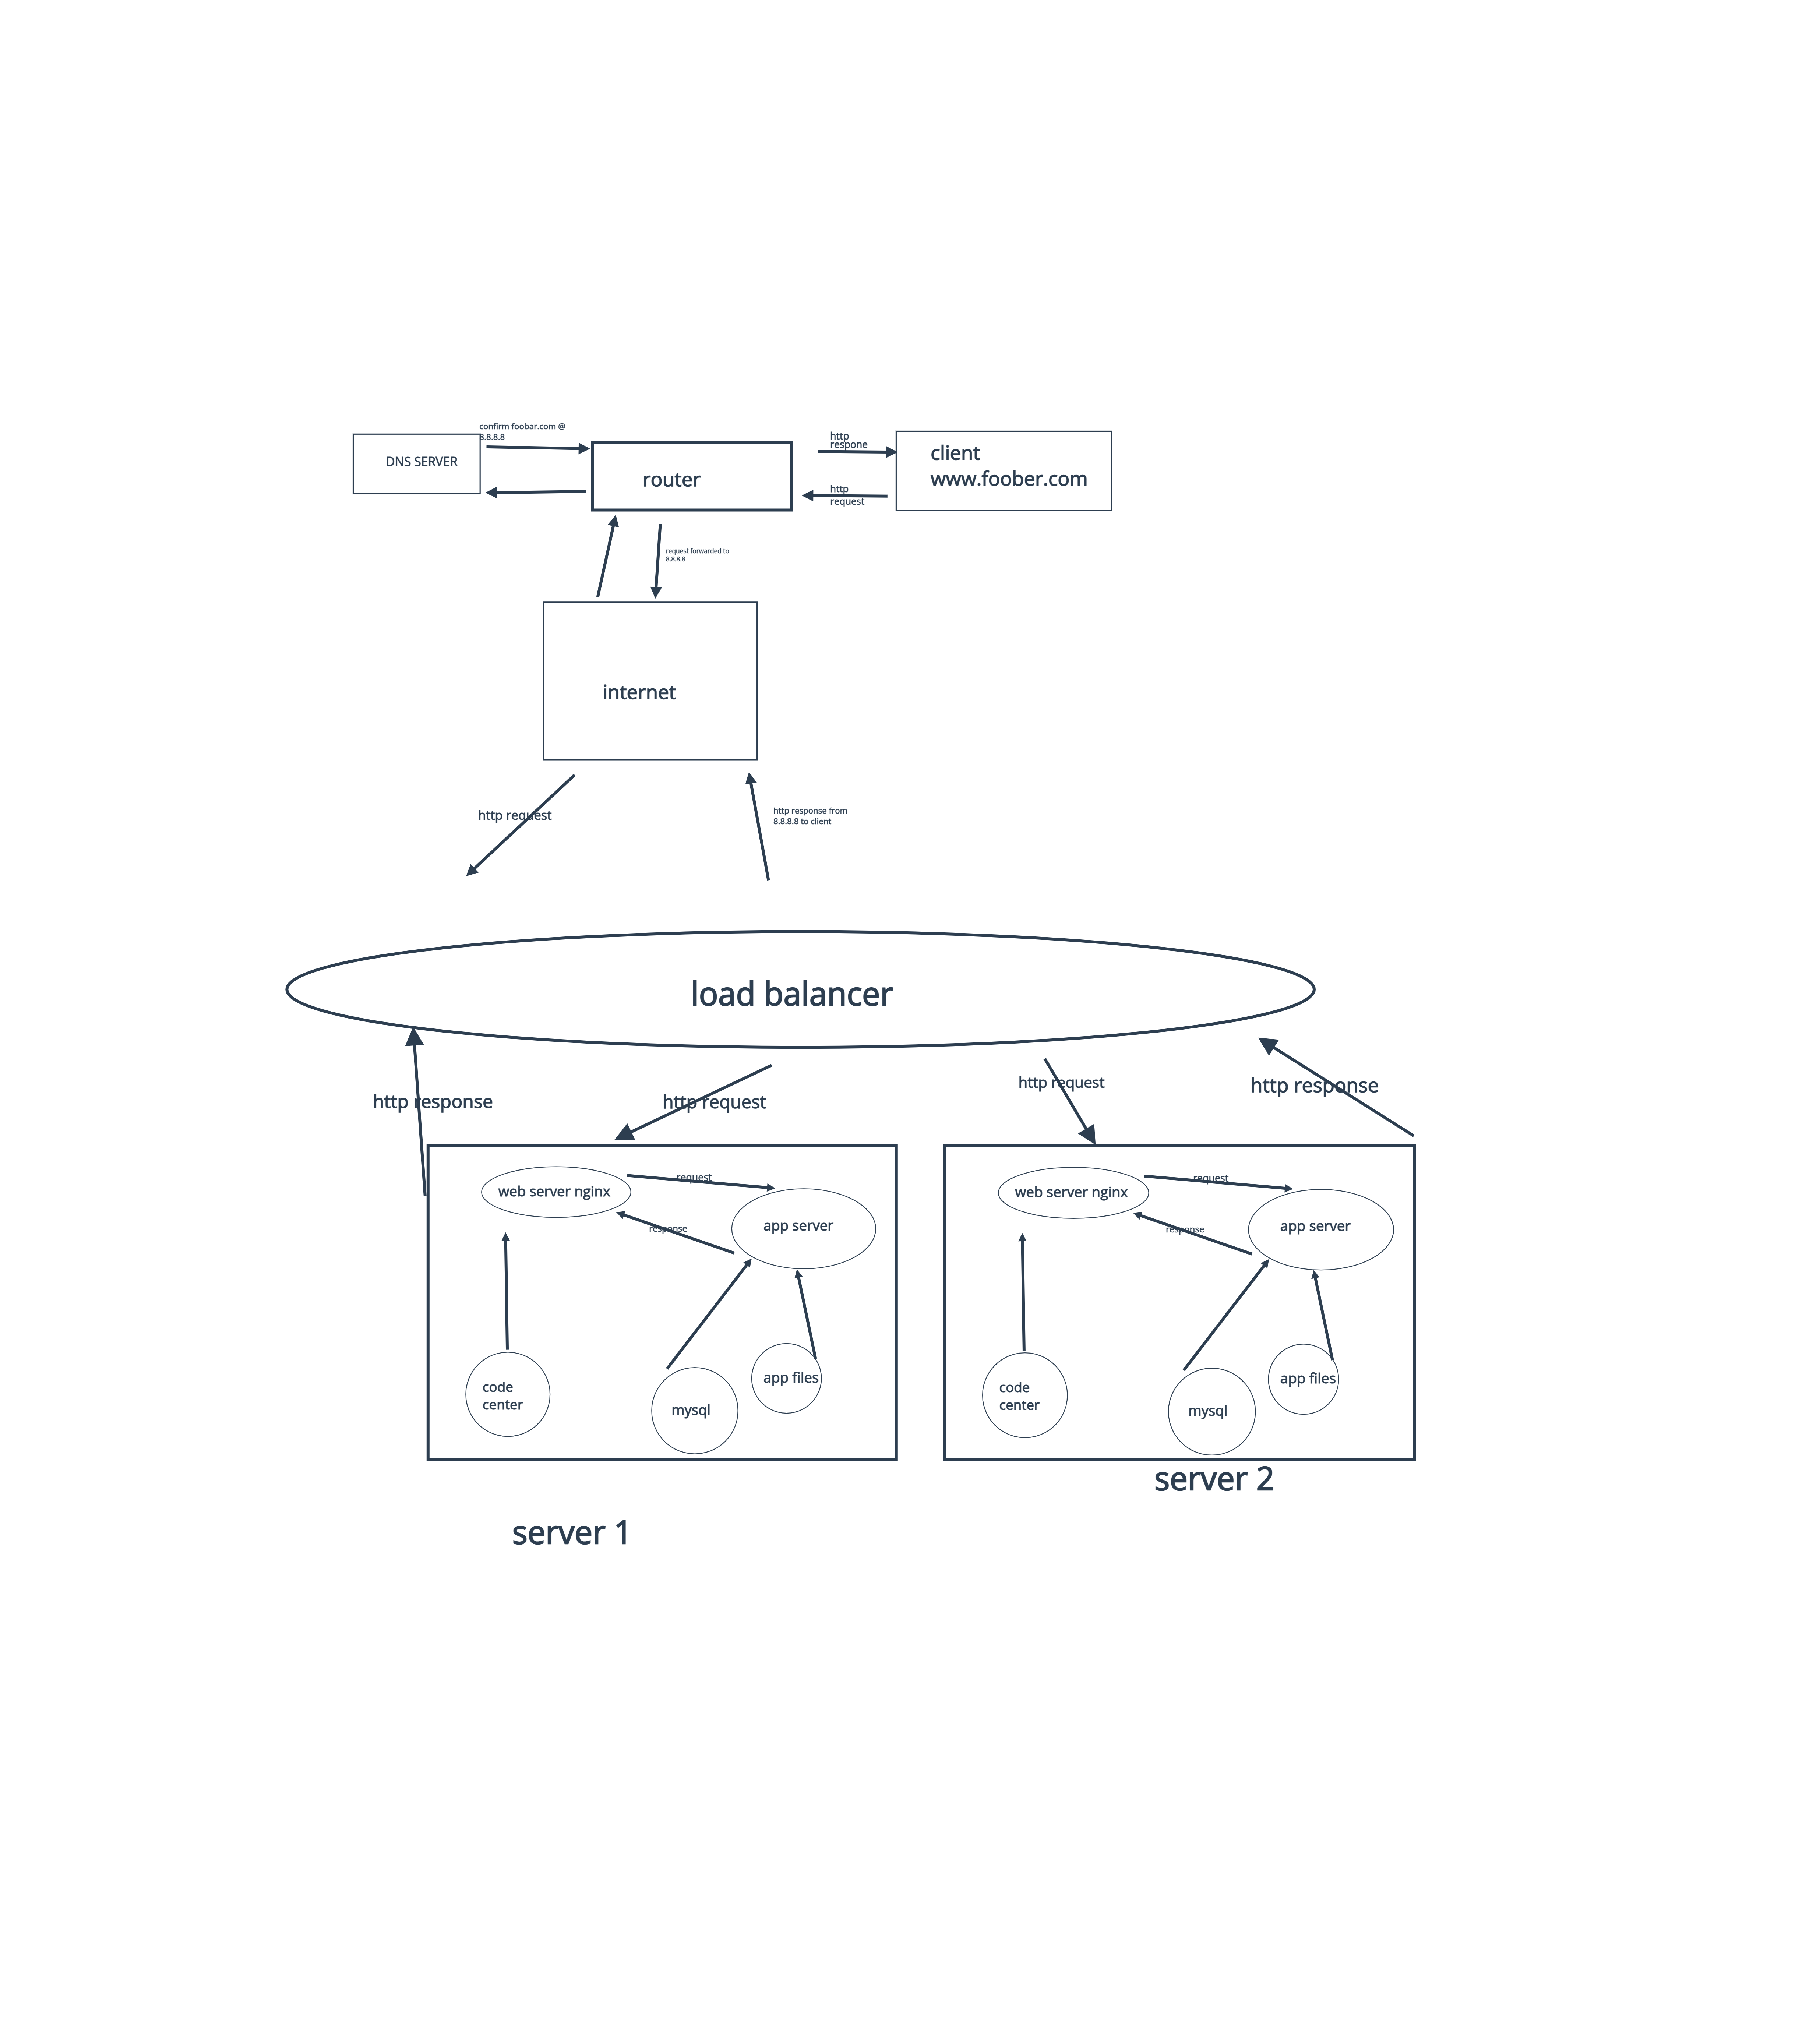 confirm foobar.com @
8.8.8.8
DNS SERVER
router
http
respone
http
request
client
www.foober.com
request forwarded to
8.8.8.8
internet
http request
http response from
8.8.8.8 to client
load balancer
http response
http request
http request
http response
web server nginx
request
response
app server
code
center
mysql
app files
web server nginx
request
response
app server
code
center
mysql
app files
server 2
server 1